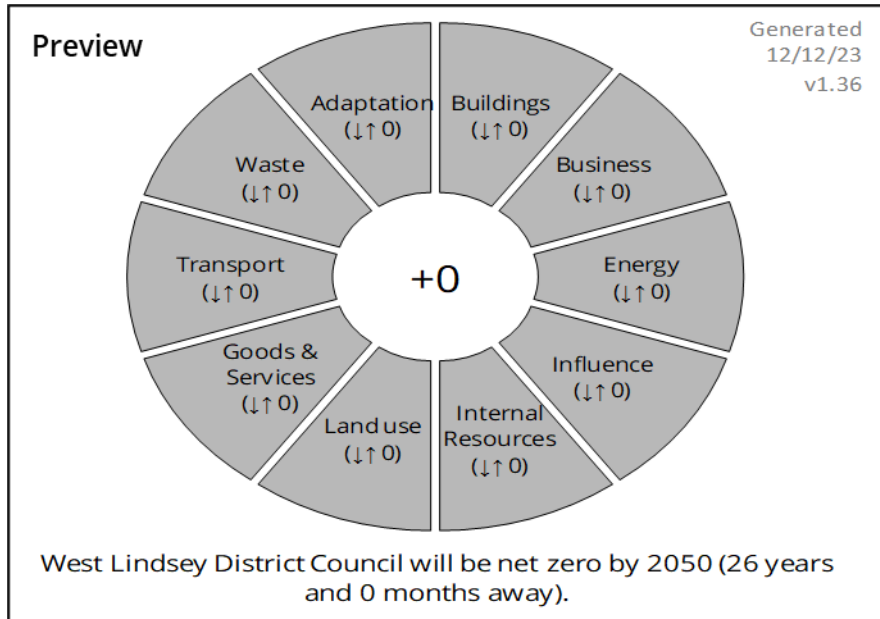 Preview
Generated
12/12/23
v1.36
Adaptation
(↓↑ 0)
Buildings
(↓↑ 0)
Waste
(↓↑ 0)
Business
(↓↑ 0)
Transport
(↓↑ 0)
+0
Energy
(↓↑ 0)
Goods &
Services
(↓↑ 0)
Influence
(↓↑ 0)
Land use
(↓↑ 0)
Internal
Resources
(↓↑ 0)
West Lindsey District Council will be net zero by 2050 (26 years
and 0 months away).